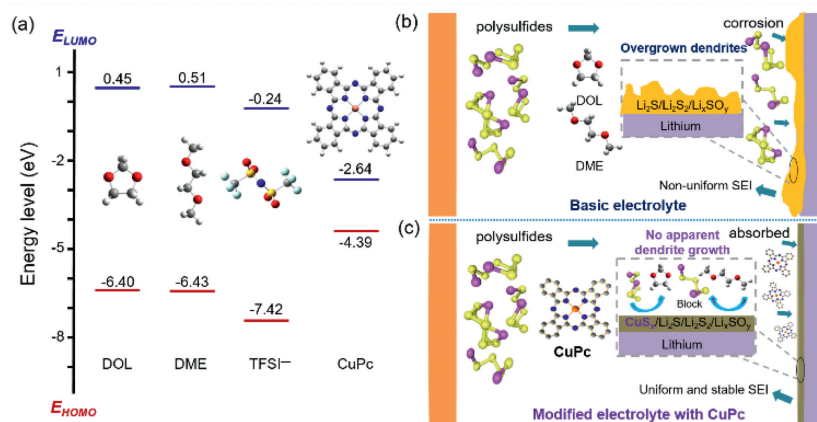 (a)
E_LUMO
1
-2
-5
-8
Energy level (eV)
E_HOMO
0.45
0.51
-0.24
-2.64
-4.39
-6.40
-6.43
-7.42
DOL
DME
TFSI—
CuPc
(b)
polysulfides
corrosion
Overgrown dendrites
DOL
Li₂S/Li₂S₂/LiₓSOᵧ
Lithium
DME
Non-uniform SEI
Basic electrolyte
(c)
polysulfides
No apparent
dendrite growth
absorbed
Block
CuPc
CuSₓ/Li₂S/Li₂S₂/LiₓSOᵧ
Lithium
Uniform and stable SEI
Modified electrolyte with CuPc